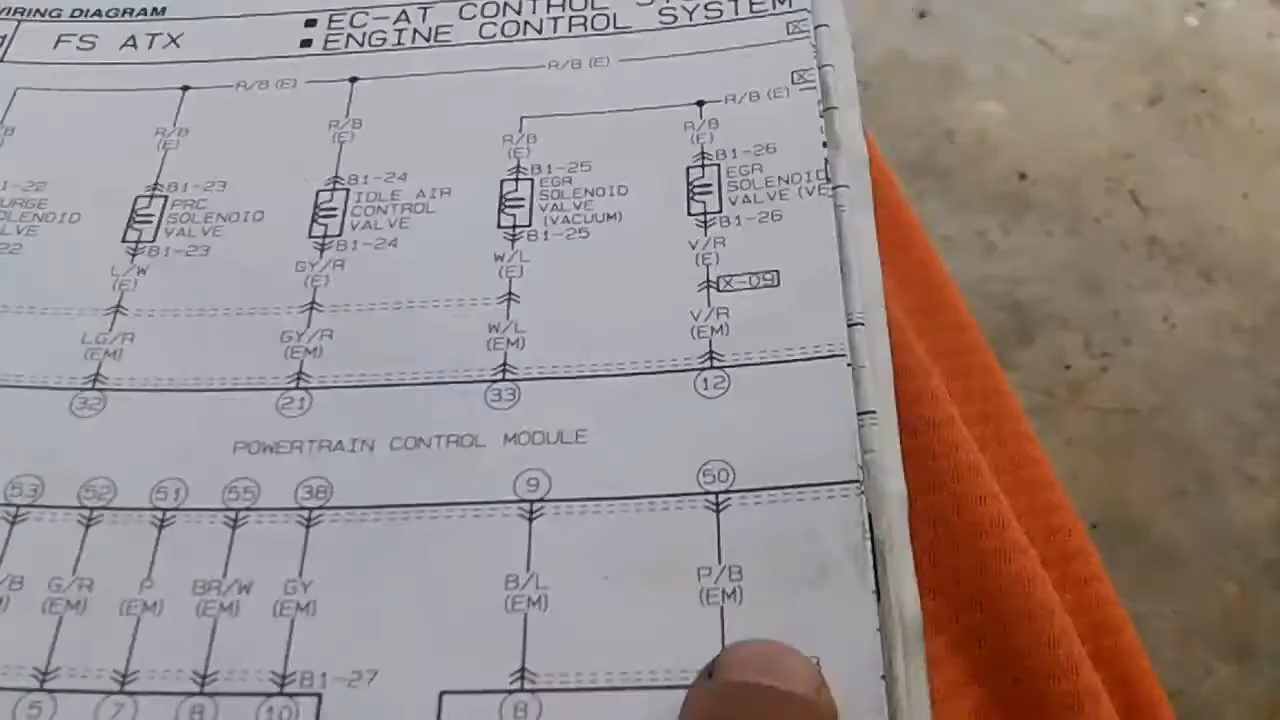 WIRING DIAGRAM
FS ATX
EC-AT CONTROL
ENGINE CONTROL SYSTEM
R/B (E)
R/B (E)
R/B (E)
R/B
(E)
R/B
(E)
R/B
(E)
R/B
(E)
B1-23
PRC
SOLENOID
VALVE
B1-23
B1-24
IDLE AIR
CONTROL
VALVE
B1-24
B1-25
EGR
SOLENOID
VALVE
(VACUUM)
B1-25
B1-26
EGR
SOLENOID
VALVE (VE
B1-26
L/W
(E)
GY/R
(E)
W/L
(E)
V/R
(E)
X-09
LG/R
(EM)
GY/R
(EM)
W/L
(EM)
V/R
(EM)
32
21
33
12
POWERTRAIN CONTROL MODULE
53
52
51
55
38
9
50
G/R
(EM)
P
(EM)
BR/W
(EM)
GY
(EM)
B/L
(EM)
P/B
(EM)
B1-27
5
7
8
10